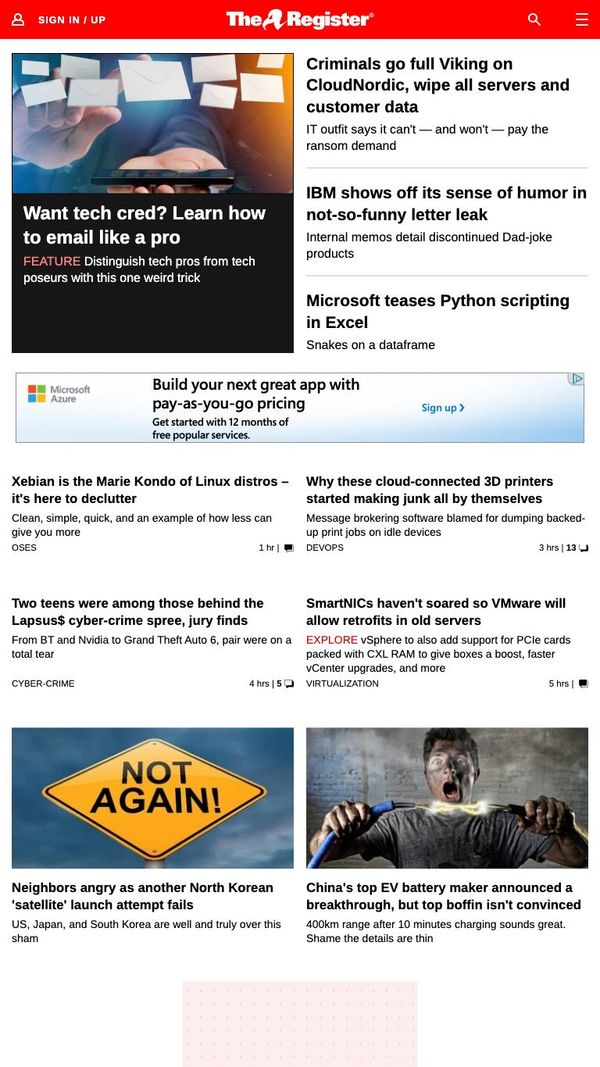 SIGN IN / UP
The Register®
Want tech cred? Learn how
to email like a pro
FEATURE Distinguish tech pros from tech
poseurs with this one weird trick
Criminals go full Viking on
CloudNordic, wipe all servers and
customer data
IT outfit says it can't — and won't — pay the
ransom demand
IBM shows off its sense of humor in
not-so-funny letter leak
Internal memos detail discontinued Dad-joke
products
Microsoft teases Python scripting
in Excel
Snakes on a dataframe
Microsoft
Azure
Build your next great app with
pay-as-you-go pricing
Get started with 12 months of
free popular services.
Sign up
Xebian is the Marie Kondo of Linux distros –
it's here to declutter
Clean, simple, quick, and an example of how less can
give you more
OSES 1 hr |
Why these cloud-connected 3D printers
started making junk all by themselves
Message brokering software blamed for dumping backed-
up print jobs on idle devices
DEVOPS 3 hrs | 13
Two teens were among those behind the
Lapsus$ cyber-crime spree, jury finds
From BT and Nvidia to Grand Theft Auto 6, pair were on a
total tear
CYBER-CRIME 4 hrs | 5
SmartNICs haven't soared so VMware will
allow retrofits in old servers
EXPLORE vSphere to also add support for PCIe cards
packed with CXL RAM to give boxes a boost, faster
vCenter upgrades, and more
VIRTUALIZATION 5 hrs |
NOT
AGAIN!
Neighbors angry as another North Korean
'satellite' launch attempt fails
US, Japan, and South Korea are well and truly over this
sham
China's top EV battery maker announced a
breakthrough, but top boffin isn't convinced
400km range after 10 minutes charging sounds great.
Shame the details are thin